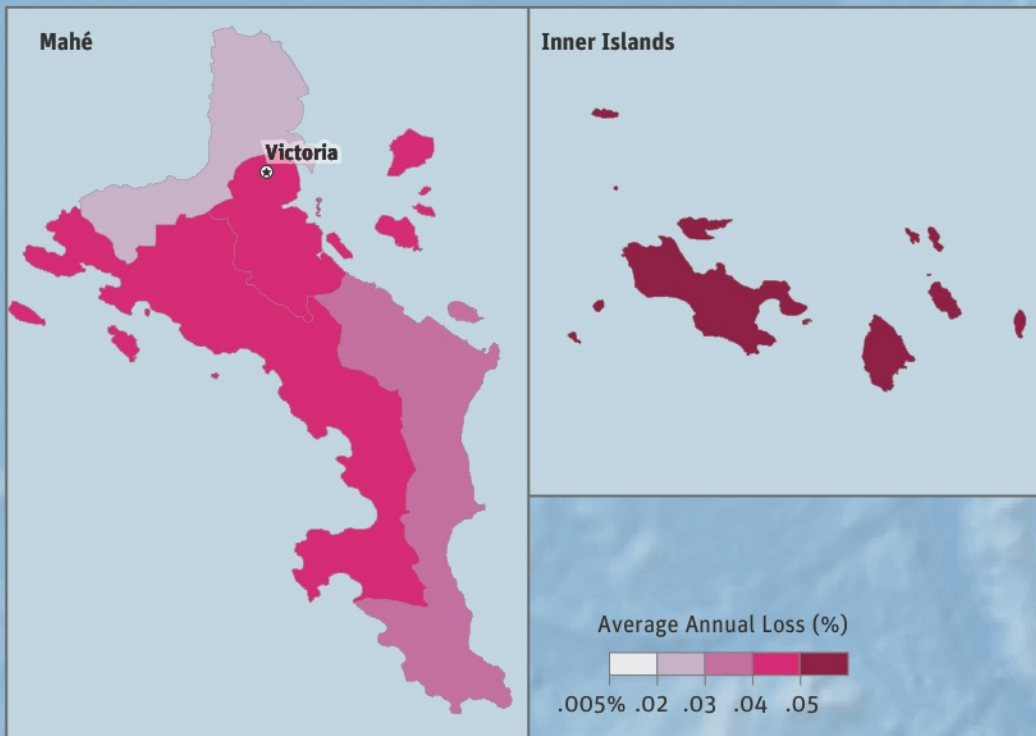 Mahé
Inner Islands
Victoria
Average Annual Loss (%)
.005% .02 .03 .04 .05